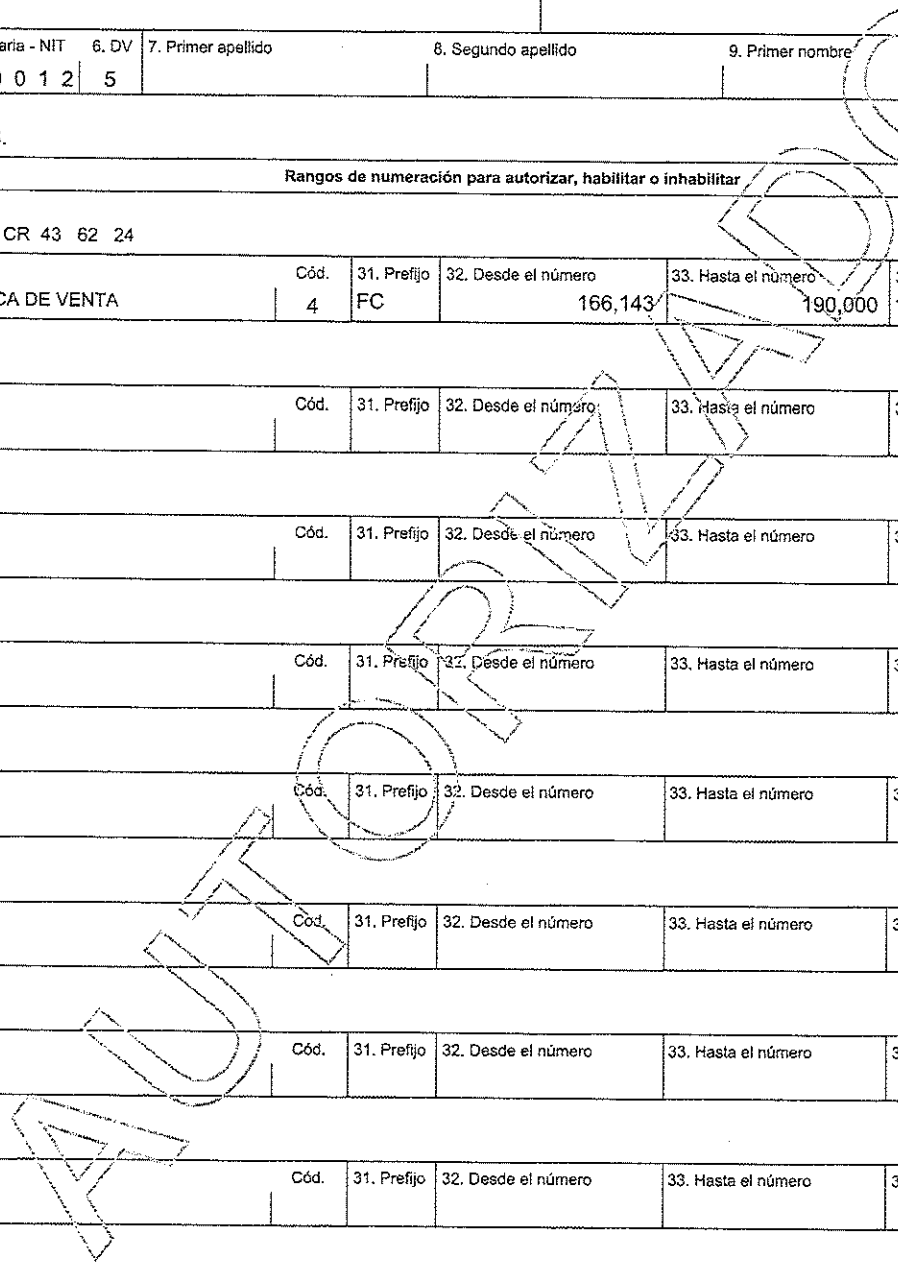 aria - NIT 6. DV 7. Primer apellido 8. Segundo apellido 9. Primer nombre
0 1 2 5
Rangos de numeración para autorizar, habilitar o inhabilitar
CR 43 62 24
Cód. 31. Prefijo 32. Desde el número 33. Hasta el número
CA DE VENTA 4 FC 166,143 190,000
Cód. 31. Prefijo 32. Desde el número 33. Hasta el número
Cód. 31. Prefijo 32. Desde el número 33. Hasta el número
Cód. 31. Prefijo 32. Desde el número 33. Hasta el número
Cód. 31. Prefijo 32. Desde el número 33. Hasta el número
Cód. 31. Prefijo 32. Desde el número 33. Hasta el número
Cód. 31. Prefijo 32. Desde el número 33. Hasta el número
Cód. 31. Prefijo 32. Desde el número 33. Hasta el número
AUTORIZADO